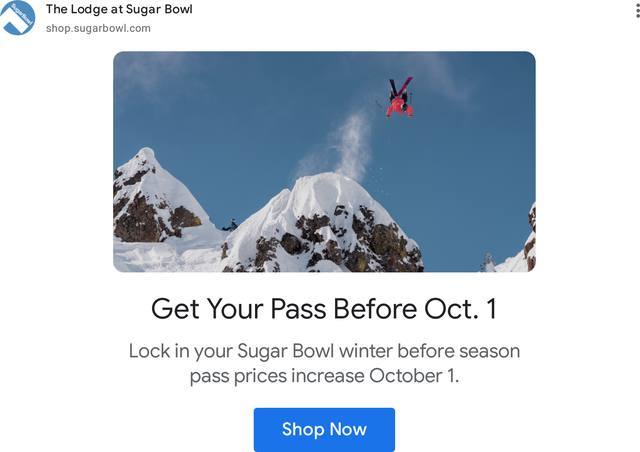 The Lodge at Sugar Bowl
shop.sugarbowl.com
Get Your Pass Before Oct. 1
Lock in your Sugar Bowl winter before season
pass prices increase October 1.
Shop Now